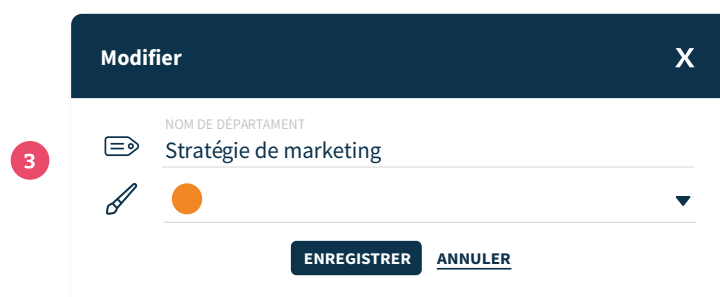 Modifier X
NOM DE DÉPARTAMENT
3 Stratégie de marketing
ENREGISTRER ANNULER